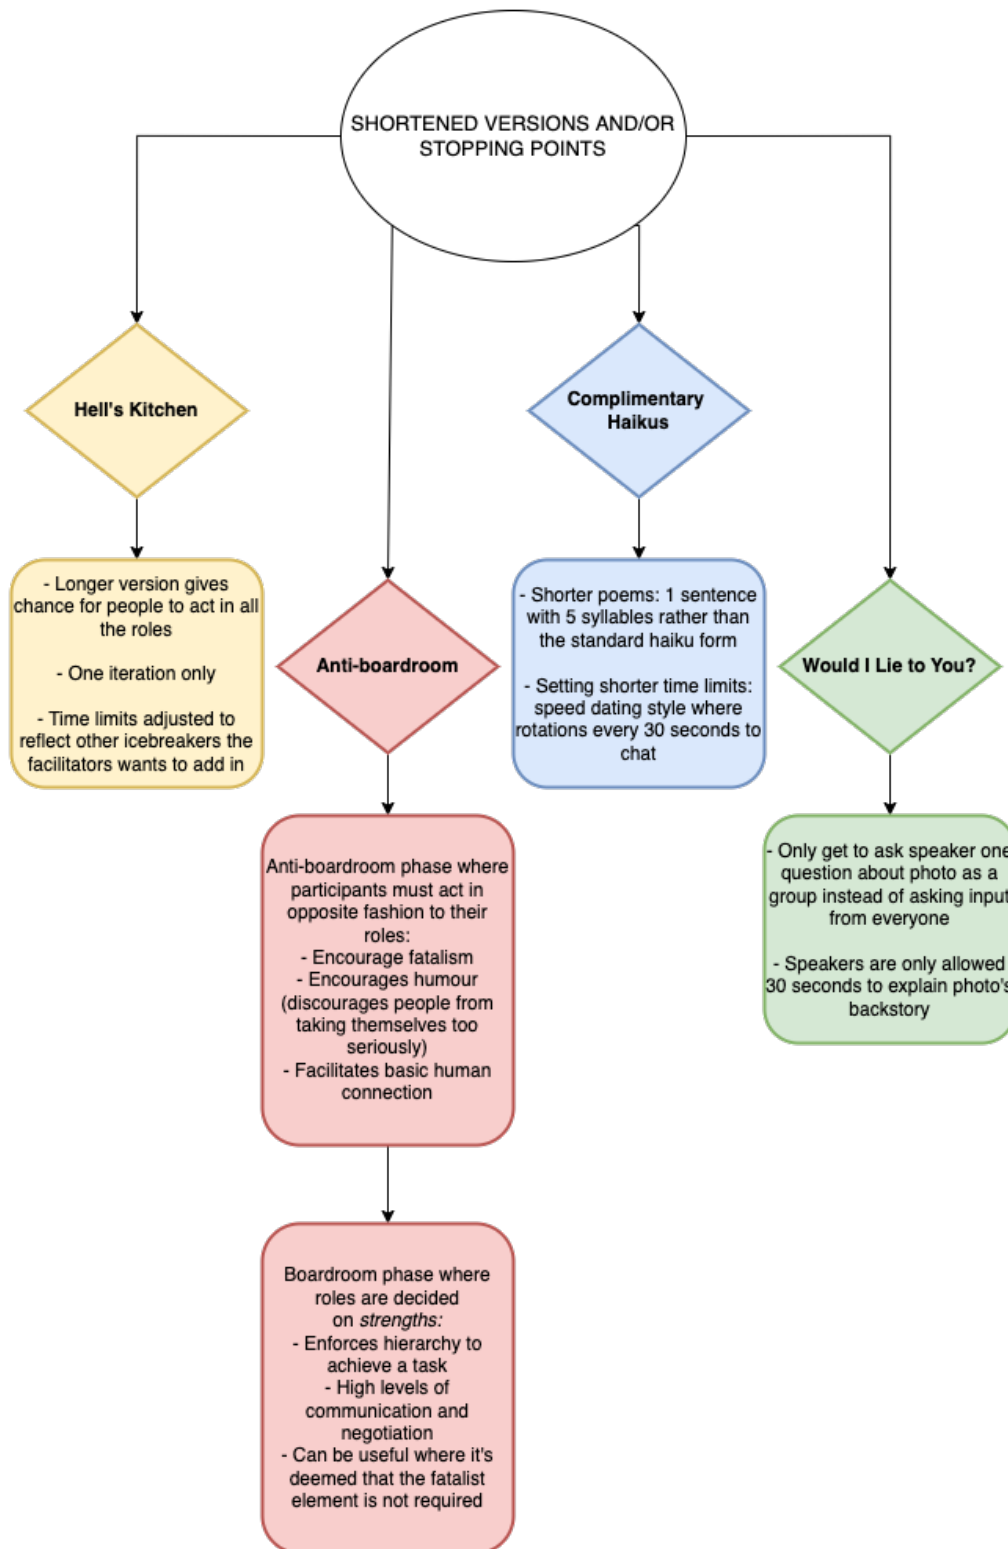 SHORTENED VERSIONS AND/OR
STOPPING POINTS
Hell's Kitchen
- Longer version gives
chance for people to act in all
the roles
- One iteration only
- Time limits adjusted to
reflect other icebreakers the
facilitators wants to add in
Anti-boardroom
Anti-boardroom phase where
participants must act in
opposite fashion to their
roles:
- Encourage fatalism
- Encourages humour
(discourages people from
taking themselves too
seriously)
- Facilitates basic human
connection
Boardroom phase where
roles are decided
on strengths:
- Enforces hierarchy to
achieve a task
- High levels of
communication and
negotiation
- Can be useful where it's
deemed that the fatalist
element is not required
Complimentary
Haikus
- Shorter poems: 1 sentence
with 5 syllables rather than
the standard haiku form
- Setting shorter time limits:
speed dating style where
rotations every 30 seconds to
chat
Would I Lie to You?
- Only get to ask speaker one
question about photo as a
group instead of asking input
from everyone
- Speakers are only allowed
30 seconds to explain photo's
backstory